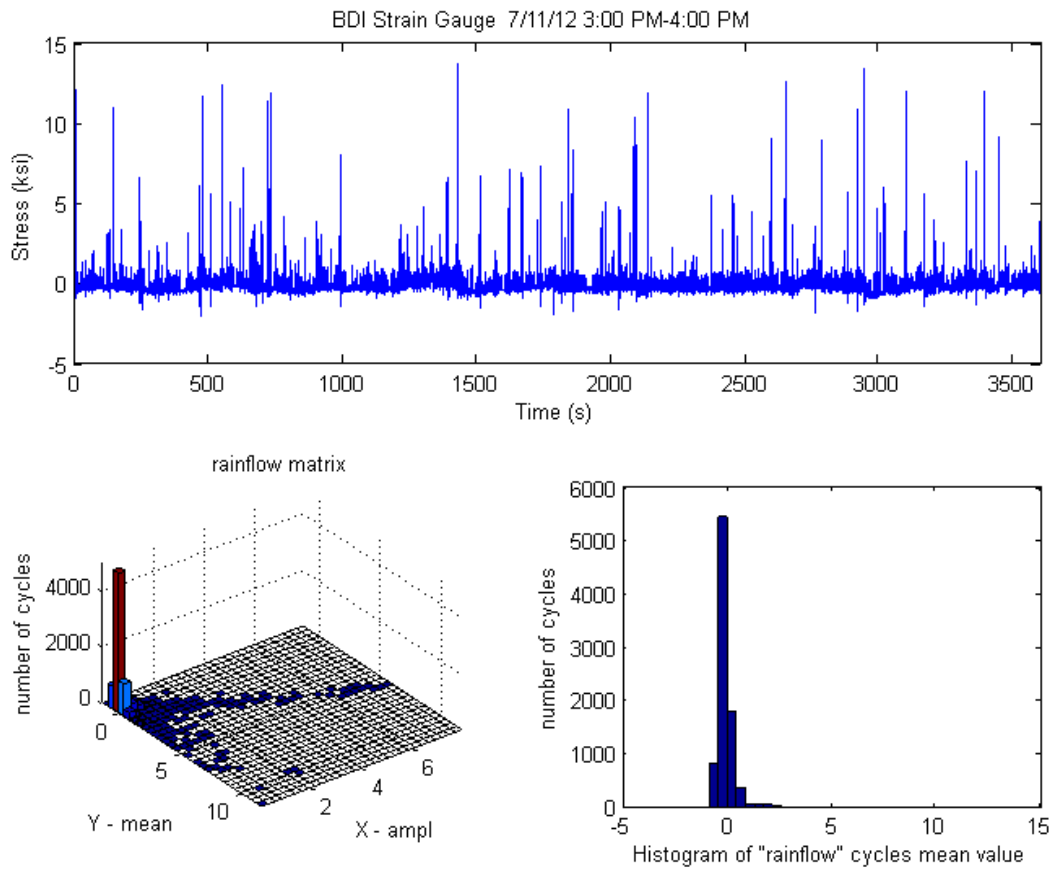 BDI Strain Gauge 7/11/12 3:00 PM-4:00 PM
15
10
5
0
-5
Stress (ksi)
0 500 1000 1500 2000 2500 3000 3500
Time (s)
rainflow matrix
4000
2000
0
number of cycles
0
5
10
Y - mean
2
4
6
X - ampl
6000
5000
4000
3000
2000
1000
0
number of cycles
-5 0 5 10 15
Histogram of "rainflow" cycles mean value